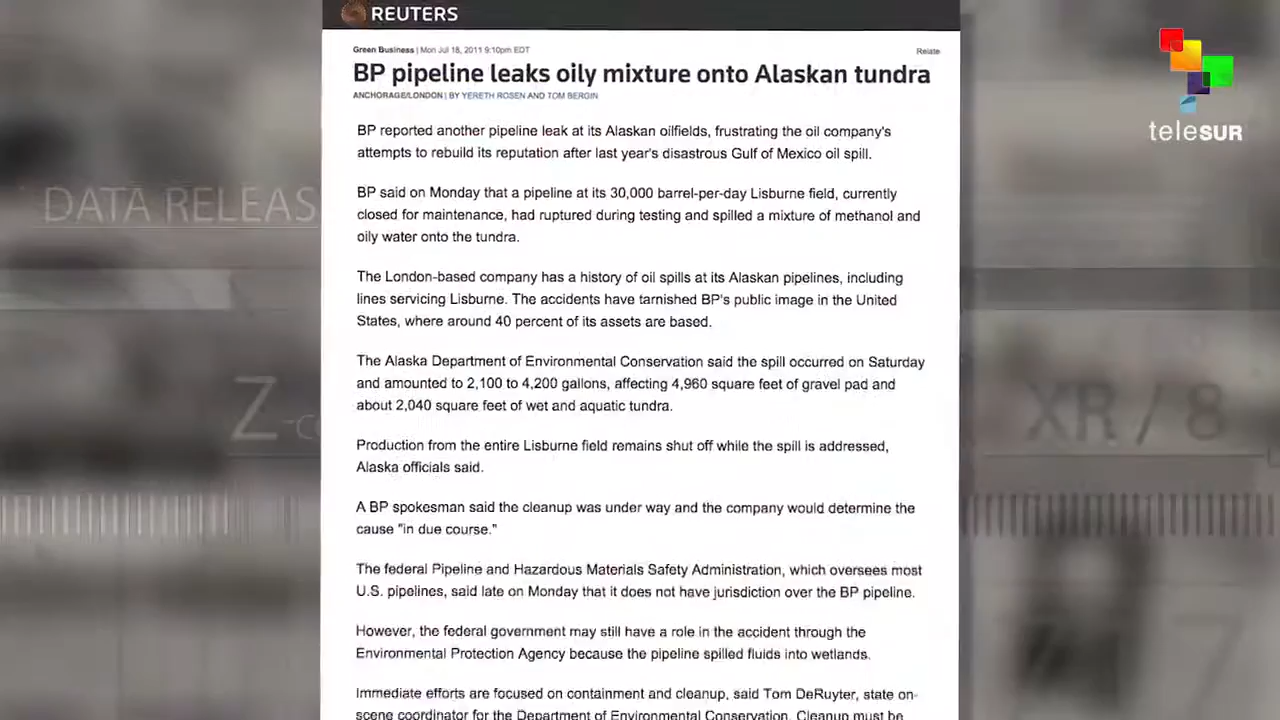 REUTERS
Green Business | Mon Jul 18, 2011 9:10pm EDT
Relate
BP pipeline leaks oily mixture onto Alaskan tundra
ANCHORAGE/LONDON | BY YERETH ROSEN AND TOM BERGIN
BP reported another pipeline leak at its Alaskan oilfields, frustrating the oil company's
attempts to rebuild its reputation after last year's disastrous Gulf of Mexico oil spill.
BP said on Monday that a pipeline at its 30,000 barrel-per-day Lisburne field, currently
closed for maintenance, had ruptured during testing and spilled a mixture of methanol and
oily water onto the tundra.
The London-based company has a history of oil spills at its Alaskan pipelines, including
lines servicing Lisburne. The accidents have tarnished BP's public image in the United
States, where around 40 percent of its assets are based.
The Alaska Department of Environmental Conservation said the spill occurred on Saturday
and amounted to 2,100 to 4,200 gallons, affecting 4,960 square feet of gravel pad and
about 2,040 square feet of wet and aquatic tundra.
Production from the entire Lisburne field remains shut off while the spill is addressed,
Alaska officials said.
A BP spokesman said the cleanup was under way and the company would determine the
cause "in due course."
The federal Pipeline and Hazardous Materials Safety Administration, which oversees most
U.S. pipelines, said late on Monday that it does not have jurisdiction over the BP pipeline.
However, the federal government may still have a role in the accident through the
Environmental Protection Agency because the pipeline spilled fluids into wetlands.
Immediate efforts are focused on containment and cleanup, said Tom DeRuyter, state on-
scene coordinator for the Department of Environmental Conservation. Cleanup must be
teleSUR
DATA RELEAS
Z-co
XR / 8
7